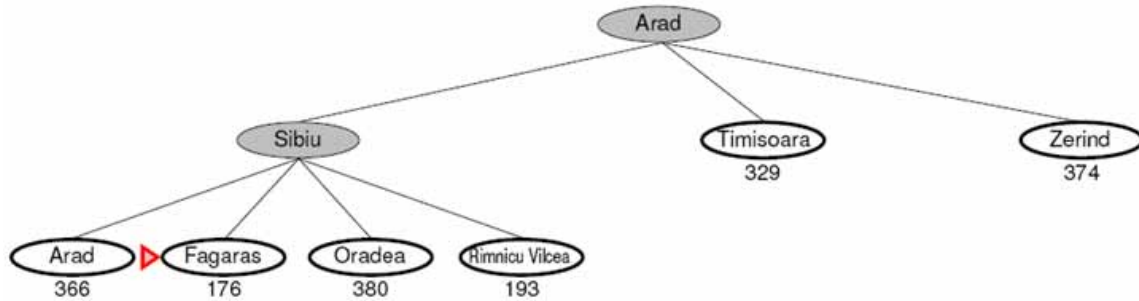 Arad
Sibiu Timisoara Zerind
329 374
Arad Fagaras Oradea Rimnicu Vilcea
366 176 380 193